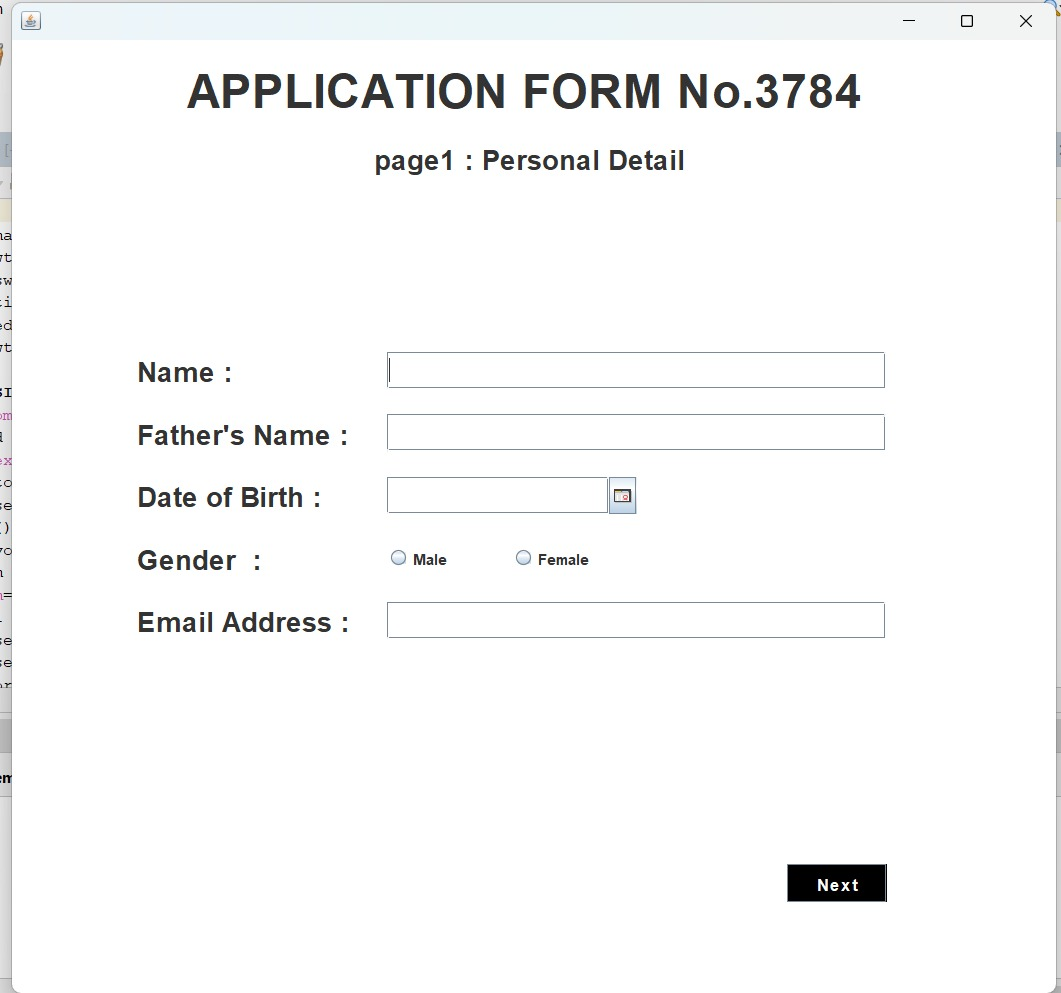 APPLICATION FORM No.3784
page1 : Personal Detail
Name :
Father's Name :
Date of Birth :
Gender :
Male
Female
Email Address :
Next